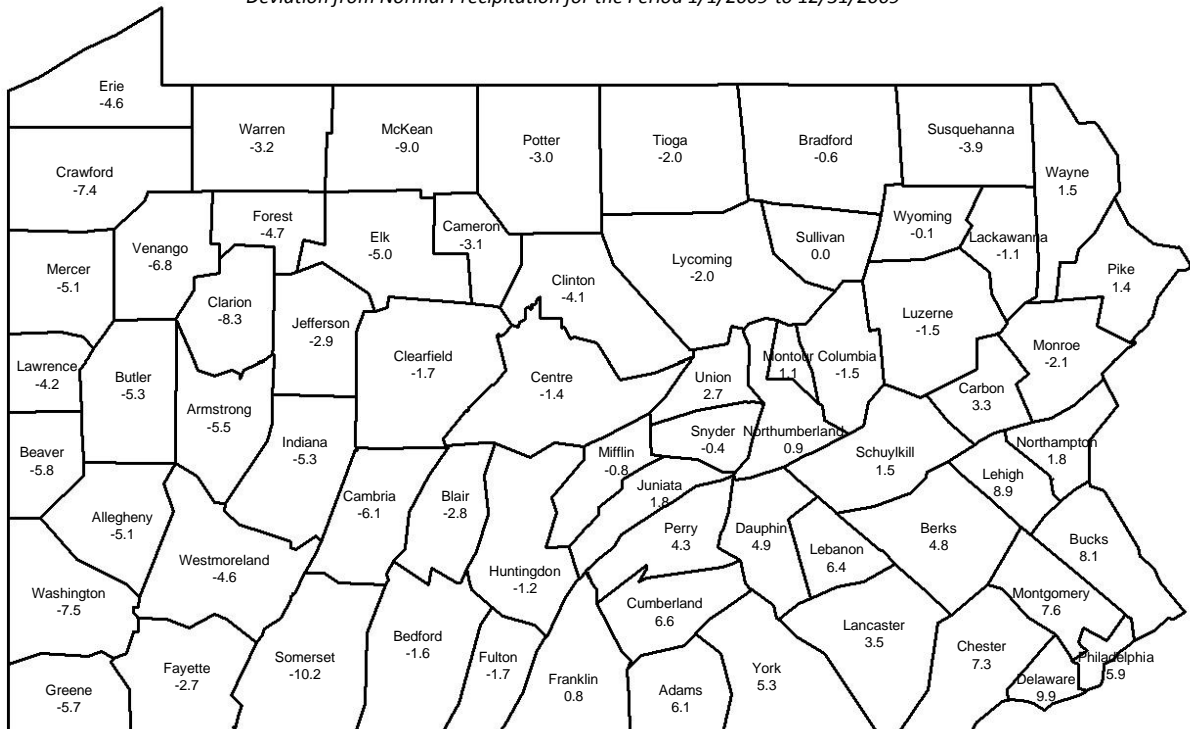 Deviation from Normal Precipitation for the Period 1/1/2009 to 12/31/2009
Erie
-4.6
Warren
-3.2
McKean
-9.0
Potter
-3.0
Tioga
-2.0
Bradford
-0.6
Susquehanna
-3.9
Wayne
1.5
Crawford
-7.4
Forest
-4.7
Venango
-6.8
Elk
-5.0
Cameron
-3.1
Wyoming
-0.1
Lackawanna
-1.1
Sullivan
0.0
Lycoming
-2.0
Mercer
-5.1
Pike
1.4
Clinton
-4.1
Clarion
-8.3
Jefferson
-2.9
Luzerne
-1.5
Monroe
-2.1
Clearfield
-1.7
Montour
1.1
Columbia
-1.5
Lawrence
-4.2
Butler
-5.3
Centre
-1.4
Union
2.7
Carbon
3.3
Armstrong
-5.5
Indiana
-5.3
Snyder
-0.4
Northumberland
0.9
Northampton
1.8
Beaver
-5.8
Mifflin
-0.8
Schuylkill
1.5
Lehigh
8.9
Juniata
1.8
Cambria
-6.1
Blair
-2.8
Allegheny
-5.1
Perry
4.3
Dauphin
4.9
Berks
4.8
Bucks
8.1
Lebanon
6.4
Westmoreland
-4.6
Huntingdon
-1.2
Washington
-7.5
Montgomery
7.6
Cumberland
6.6
Lancaster
3.5
Bedford
-1.6
Chester
7.3
Somerset
-10.2
Fulton
-1.7
Philadelphia
5.9
Fayette
-2.7
York
5.3
Franklin
0.8
Delaware
9.9
Greene
-5.7
Adams
6.1